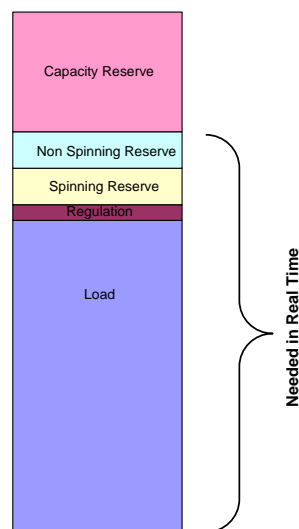 Capacity Reserve
Non Spinning Reserve
Spinning Reserve
Regulation
Load
Needed in Real Time